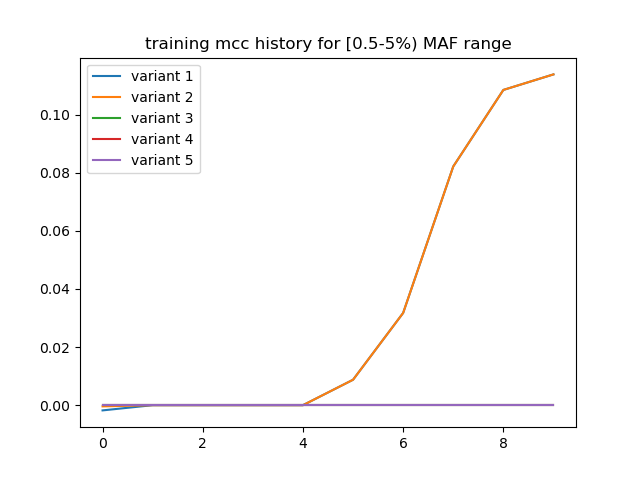 training mcc history for [0.5-5%) MAF range
variant 1
variant 2
variant 3
variant 4
variant 5
0.10
0.08
0.06
0.04
0.02
0.00
0 2 4 6 8